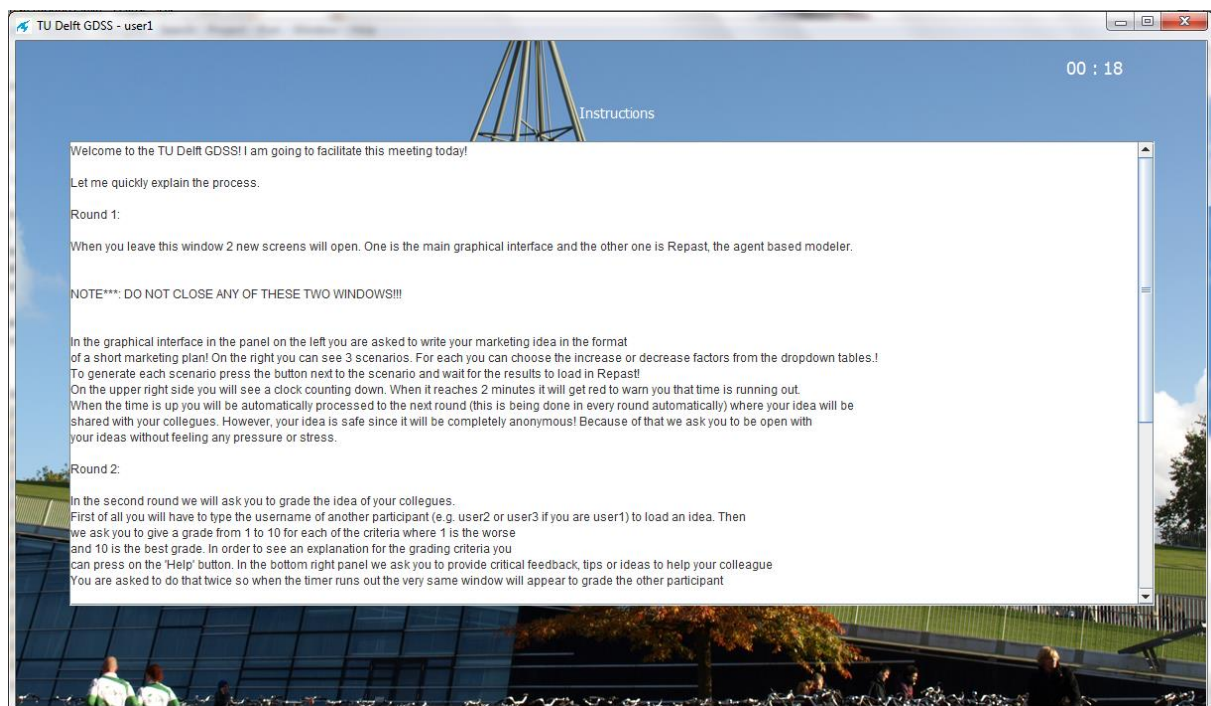 TU Delft GDSS - user1
00 : 18
Instructions
Welcome to the TU Delft GDSS! I am going to facilitate this meeting today!
Let me quickly explain the process.
Round 1:
When you leave this window 2 new screens will open. One is the main graphical interface and the other one is Repast, the agent based modeler.
NOTE***: DO NOT CLOSE ANY OF THESE TWO WINDOWS!!!
In the graphical interface in the panel on the left you are asked to write your marketing idea in the format
of a short marketing plan! On the right you can see 3 scenarios. For each you can choose the increase or decrease factors from the dropdown tables.!
To generate each scenario press the button next to the scenario and wait for the results to load in Repast!
On the upper right side you will see a clock counting down. When it reaches 2 minutes it will get red to warn you that time is running out.
When the time is up you will be automatically processed to the next round (this is being done in every round automatically) where your idea will be
shared with your collegues. However, your idea is safe since it will be completely anonymous! Because of that we ask you to be open with
your ideas without feeling any pressure or stress.
Round 2:
In the second round we will ask you to grade the idea of your collegues.
First of all you will have to type the username of another participant (e.g. user2 or user3 if you are user1) to load an idea. Then
we ask you to give a grade from 1 to 10 for each of the criteria where 1 is the worse
and 10 is the best grade. In order to see an explanation for the grading criteria you
can press on the 'Help' button. In the bottom right panel we ask you to provide critical feedback, tips or ideas to help your colleague
You are asked to do that twice so when the timer runs out the very same window will appear to grade the other participant